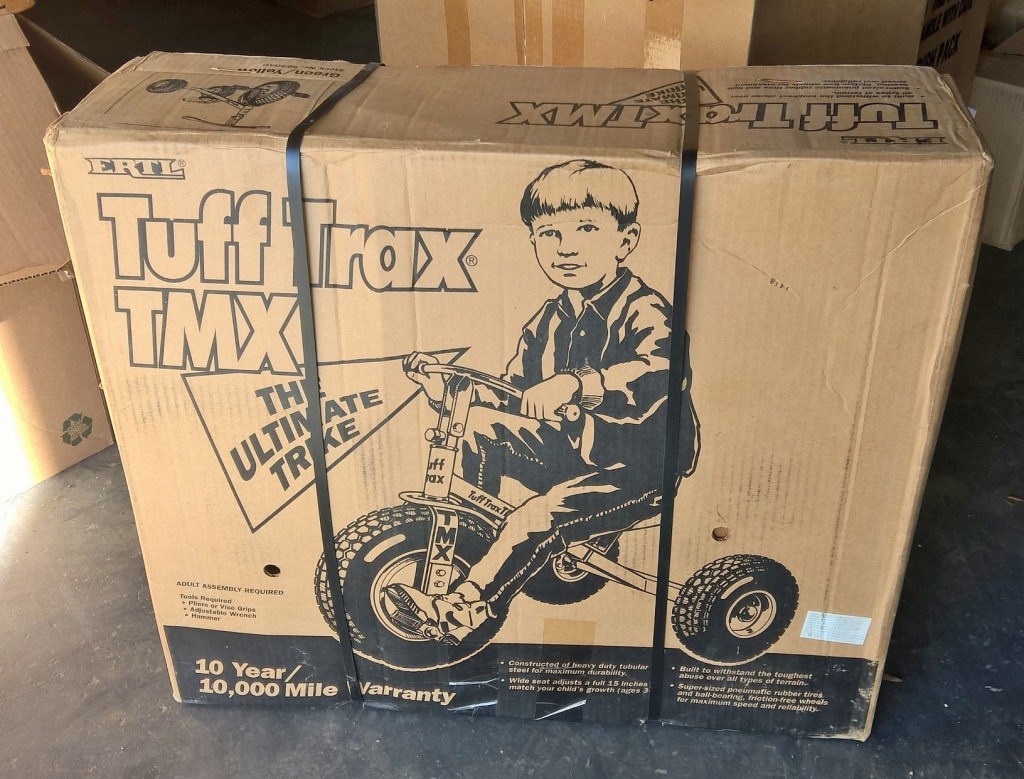 Green/Yellow
Tuff Trax TMX
ERTL
ERTL®
Tuff Trax®
TMX
THE
ULTIMATE
TRIKE
Tuff Trax
TMX
ADULT ASSEMBLY REQUIRED
Tools Required
• Pliers or Vise Grips
• Adjustable Wrench
• Hammer
10 Year/
10,000 Mile Warranty
• Constructed of heavy duty tubular
steel for maximum durability.
• Wide seat adjusts a full 15 inches
match your child's growth (ages 3
• Built to withstand the toughest
abuse over all types of terrain.
• Super-sized pneumatic rubber tires
and ball-bearing, friction-free wheels
for maximum speed and reliability.